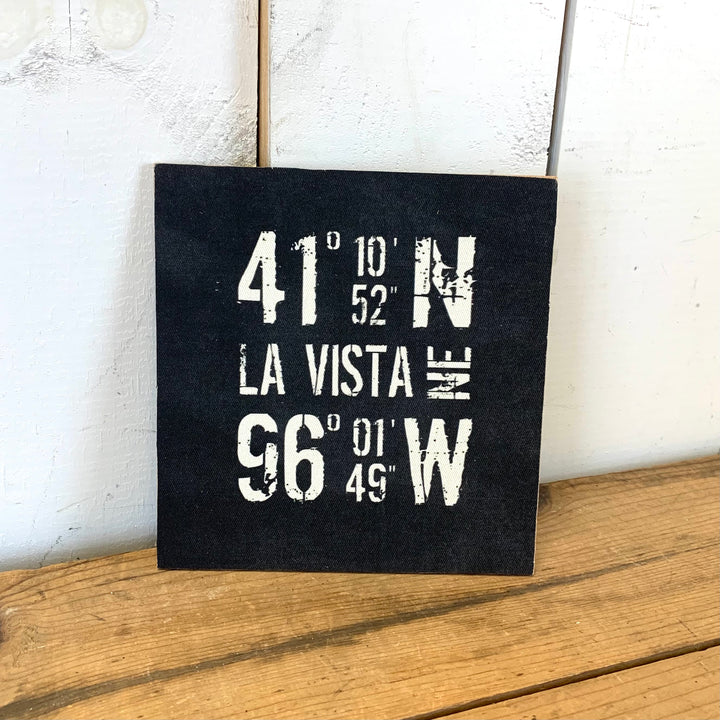 41° 10' 52" N
LA VISTA NE
96° 01' 49" W